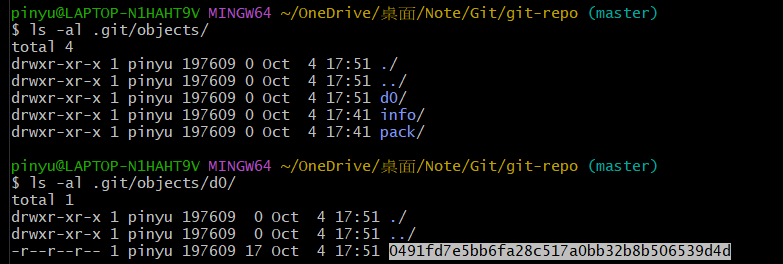 pinyu@LAPTOP-N1HAHT9V MINGW64 ~/OneDrive/桌面/Note/Git/git-repo (master)
$ ls -al .git/objects/
total 4
drwxr-xr-x 1 pinyu 197609 0 Oct  4 17:51 ./
drwxr-xr-x 1 pinyu 197609 0 Oct  4 17:51 ../
drwxr-xr-x 1 pinyu 197609 0 Oct  4 17:51 d0/
drwxr-xr-x 1 pinyu 197609 0 Oct  4 17:41 info/
drwxr-xr-x 1 pinyu 197609 0 Oct  4 17:41 pack/
pinyu@LAPTOP-N1HAHT9V MINGW64 ~/OneDrive/桌面/Note/Git/git-repo (master)
$ ls -al .git/objects/d0/
total 1
drwxr-xr-x 1 pinyu 197609  0 Oct  4 17:51 ./
drwxr-xr-x 1 pinyu 197609  0 Oct  4 17:51 ../
-r--r--r-- 1 pinyu 197609 17 Oct  4 17:51 0491fd7e5bb6fa28c517a0bb32b8b506539d4d